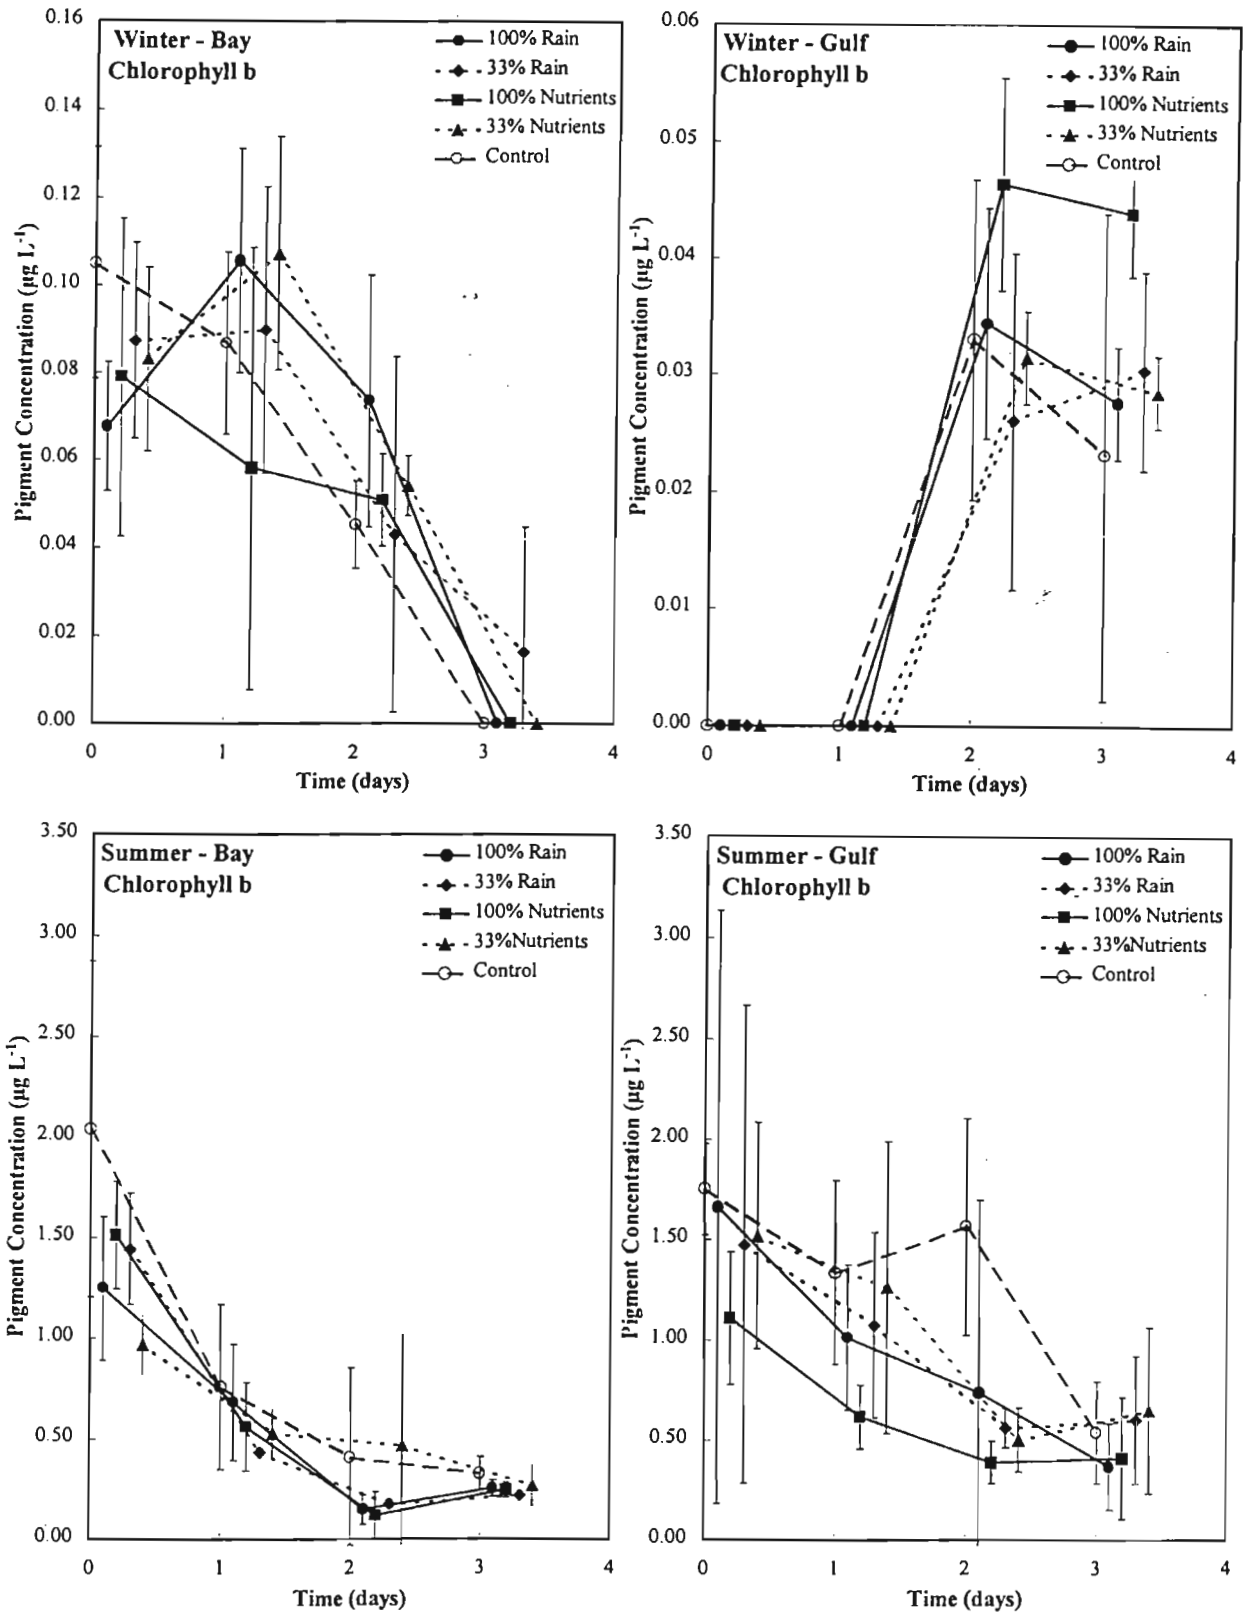 Winter - Bay
Chlorophyll b
100% Rain
33% Rain
100% Nutrients
33% Nutrients
Control
Pigment Concentration (µg L⁻¹)
0.16
0.14
0.12
0.10
0.08
0.06
0.04
0.02
0.00
0 1 2 3 4
Time (days)
Winter - Gulf
Chlorophyll b
100% Rain
33% Rain
100% Nutrients
33% Nutrients
Control
Pigment Concentration (µg L⁻¹)
0.06
0.05
0.04
0.03
0.02
0.01
0.00
0 1 2 3 4
Time (days)
Summer - Bay
Chlorophyll b
100% Rain
33% Rain
100% Nutrients
33%Nutrients
Control
Pigment Concentration (µg L⁻¹)
3.50
3.00
2.50
2.00
1.50
1.00
0.50
0.00
0 1 2 3 4
Time (days)
Summer - Gulf
Chlorophyll b
100% Rain
33% Rain
100% Nutrients
33%Nutrients
Control
Pigment Concentration (µg L⁻¹)
3.50
3.00
2.50
2.00
1.50
1.00
0.50
0.00
0 1 2 3 4
Time (days)